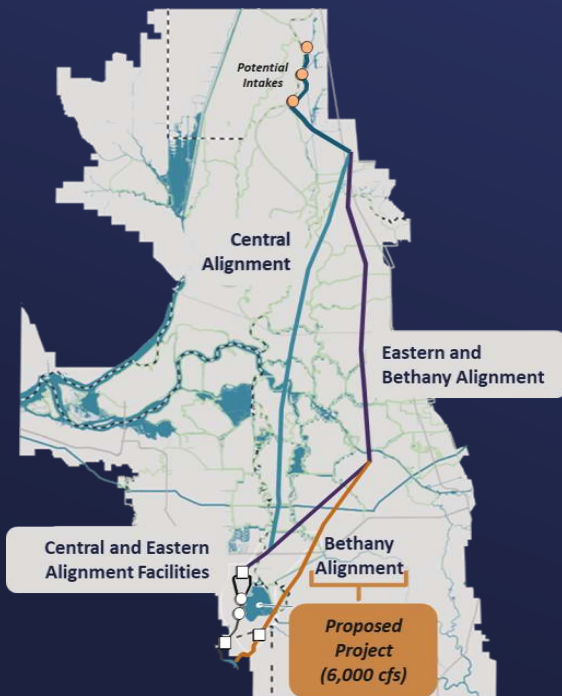 Potential
Intakes
Central
Alignment
Eastern and
Bethany Alignment
Central and Eastern
Alignment Facilities
Bethany
Alignment
Proposed
Project
(6,000 cfs)